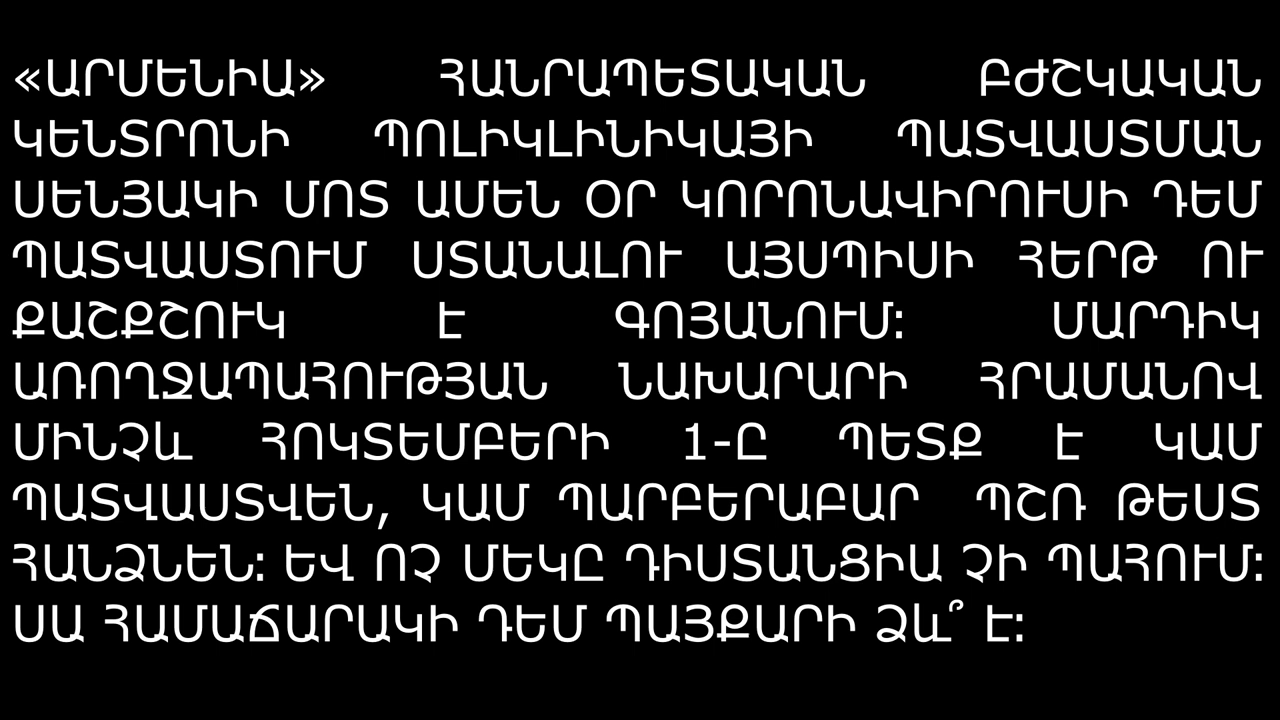 «ԱՐՄԵՆԻԱ» ՀԱՆՐԱՊԵՏԱԿԱՆ ԲԺՇԿԱԿԱՆ
ԿԵՆՏՐՈՆԻ ՊՈԼԻԿԼԻՆԻԿԱՅԻ ՊԱՏՎԱՍՏՄԱՆ
ՍԵՆՅԱԿԻ ՄՈՏ ԱՄԵՆ ՕՐ ԿՈՐՈՆԱՎԻՐՈՒՍԻ ԴԵՄ
ՊԱՏՎԱՍՏՈՒՄ ՍՏԱՆԱԼՈՒ ԱՅՍՊԻՍԻ ՀԵՐԹ ՈՒ
ՔԱՇՔՇՈՒԿ Է ԳՈՅԱՆՈՒՄ: ՄԱՐԴԻԿ
ԱՌՈՂՋԱՊԱՀՈՒԹՅԱՆ ՆԱԽԱՐԱՐԻ ՀՐԱՄԱՆՈՎ
ՄԻՆՉև ՀՈԿՏԵՄԲԵՐԻ 1-Ը ՊԵՏՔ Է ԿԱՄ
ՊԱՏՎԱՍՏՎԵՆ, ԿԱՄ ՊԱՐԲԵՐԱԲԱՐ ՊՇՌ ԹԵՍՏ
ՀԱՆՁՆԵՆ: ԵՎ ՈՉ ՄԵԿԸ ԴԻՍՏԱՆՑԻԱ ՉԻ ՊԱՀՈՒՄ:
ՍԱ ՀԱՄԱՃԱՐԱԿԻ ԴԵՄ ՊԱՅՔԱՐԻ Ձև՞ Է: